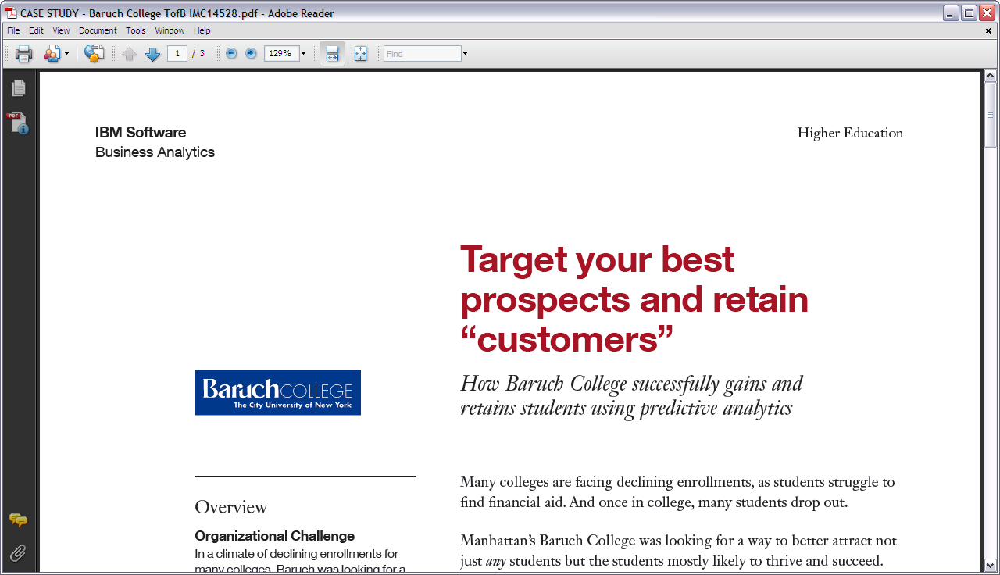 CASE STUDY - Baruch College TofB IMC14528.pdf - Adobe Reader
File Edit View Document Tools Window Help
1 / 3 129% Find
PDF
IBM Software
Business Analytics
Higher Education
Target your best
prospects and retain
“customers”
BaruchCOLLEGE
The City University of New York
How Baruch College successfully gains and
retains students using predictive analytics
Overview
Organizational Challenge
In a climate of declining enrollments for
many colleges, Baruch was looking for a
Many colleges are facing declining enrollments, as students struggle to
find financial aid. And once in college, many students drop out.
Manhattan’s Baruch College was looking for a way to better attract not
just any students but the students mostly likely to thrive and succeed.